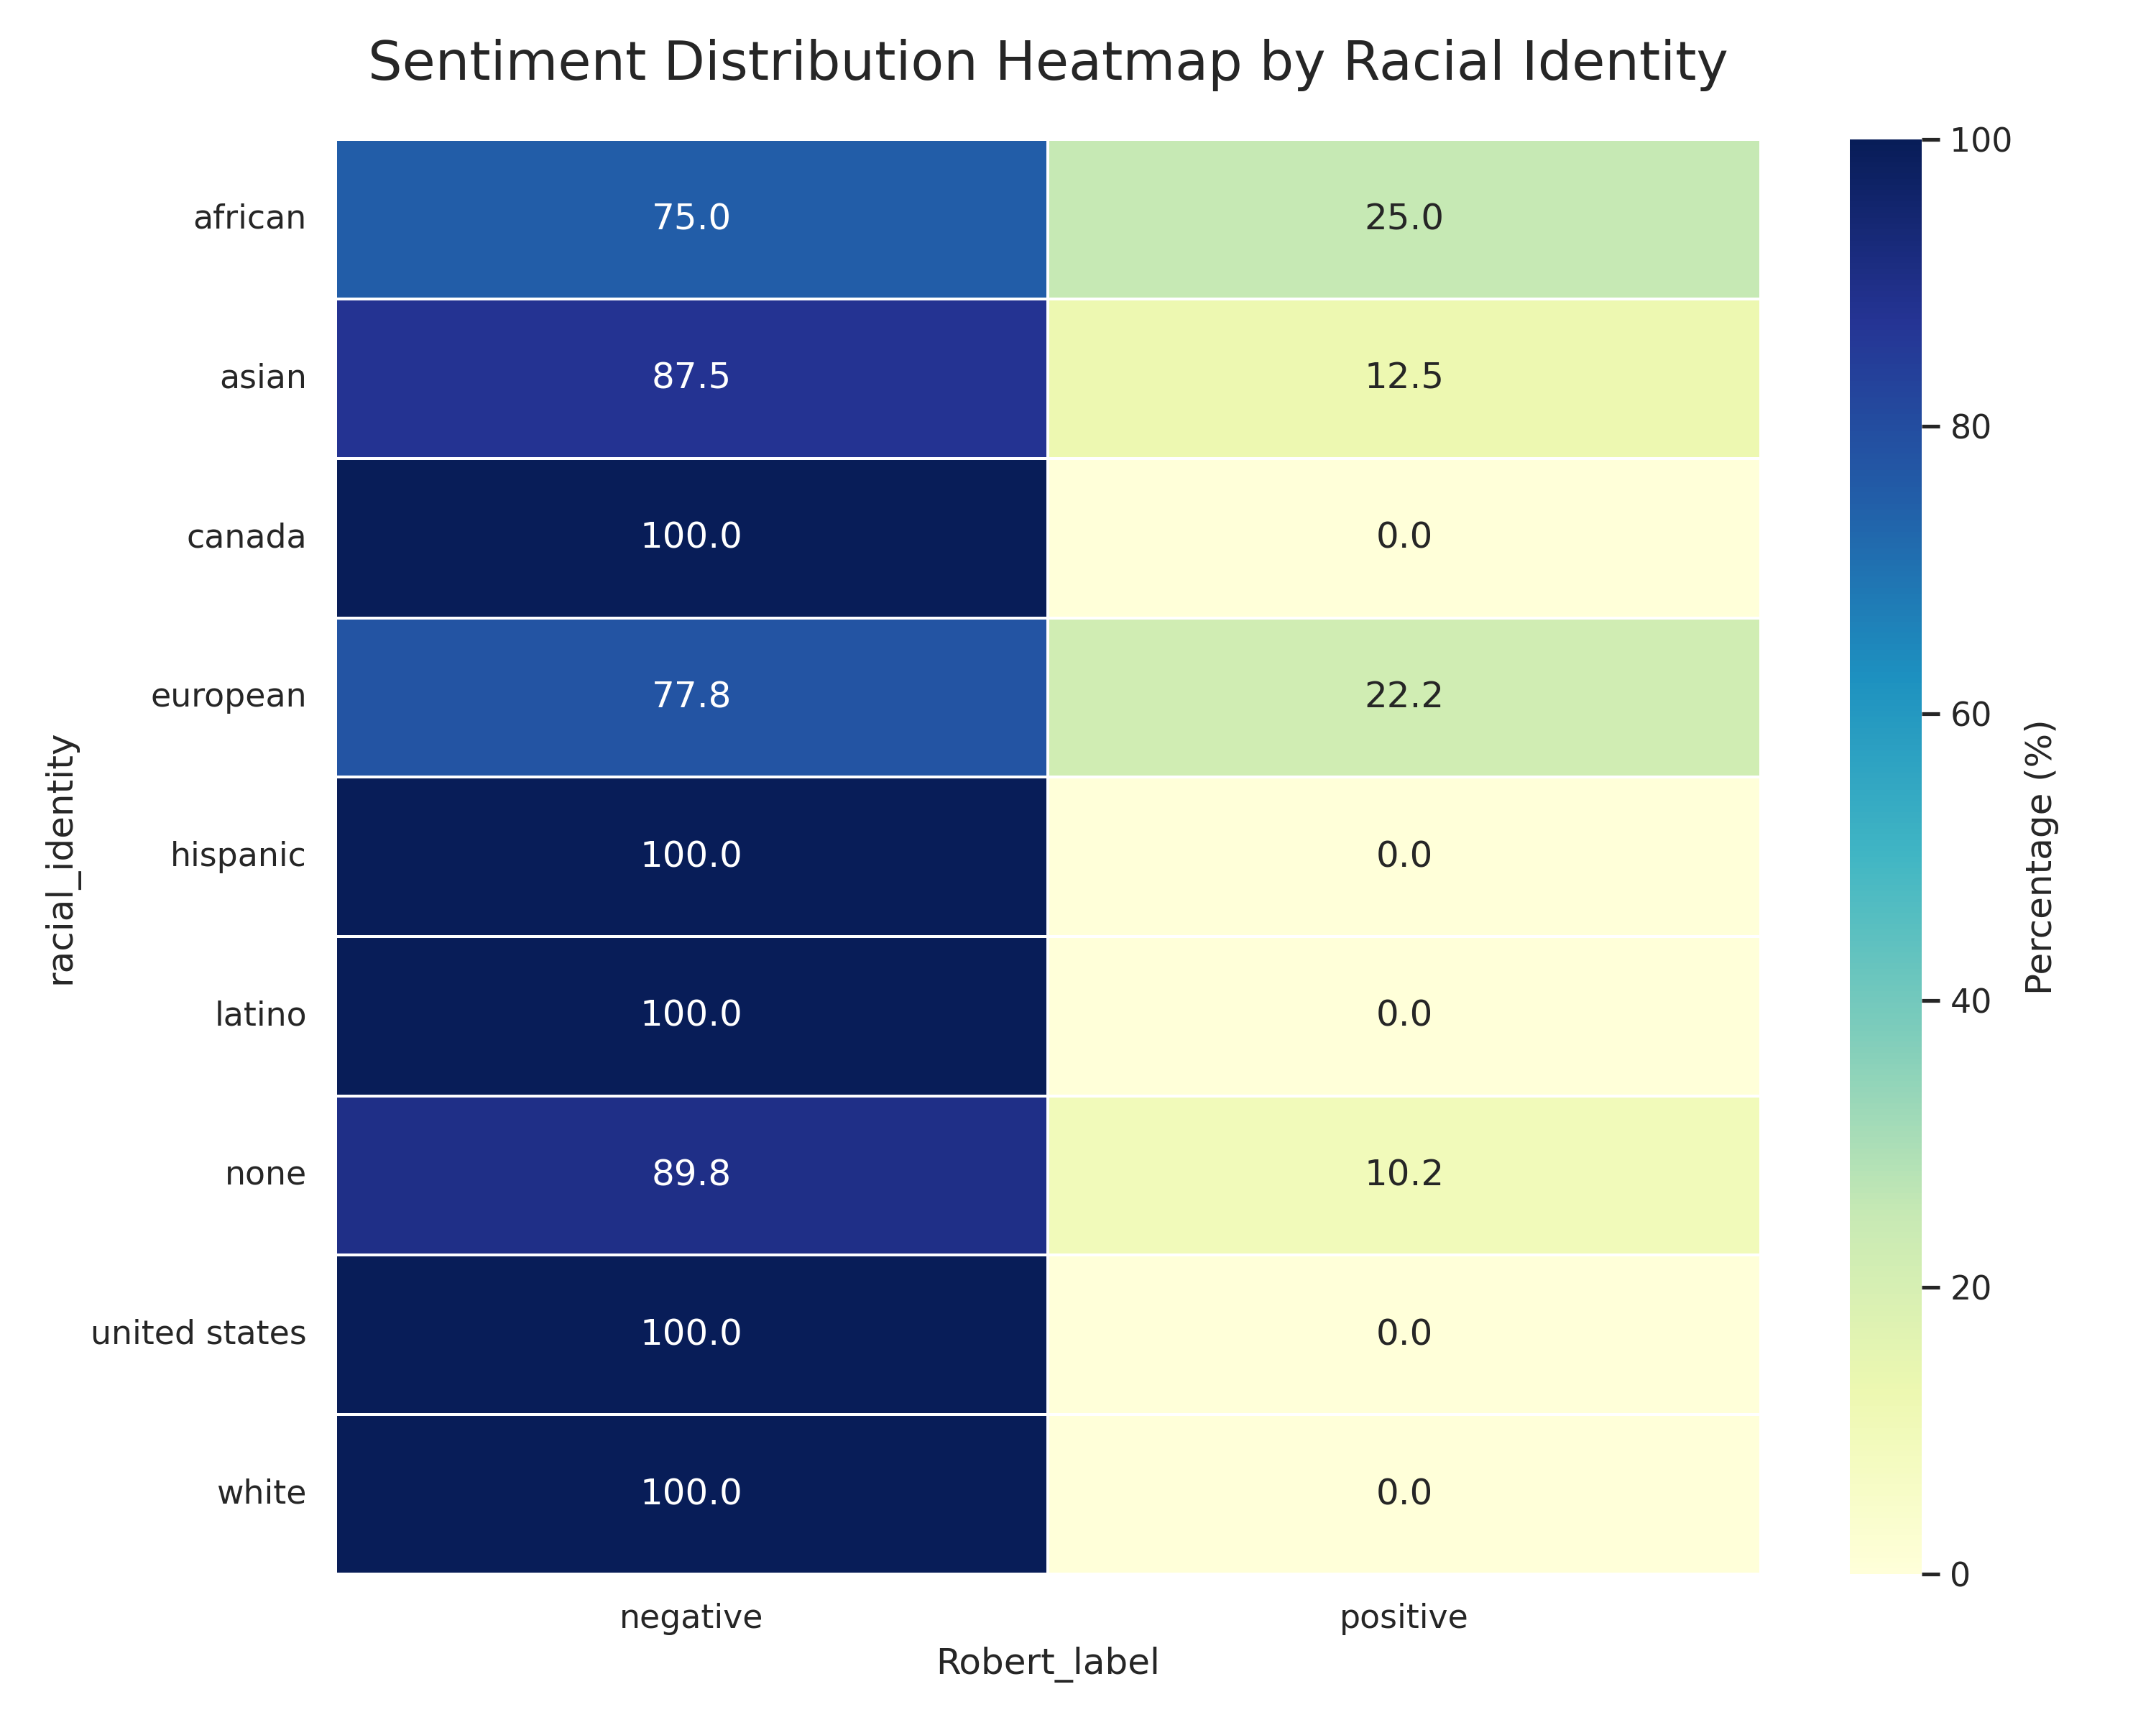 Sentiment Distribution Heatmap by Racial Identity
racial_identity
african 75.0 25.0
asian 87.5 12.5
canada 100.0 0.0
european 77.8 22.2
hispanic 100.0 0.0
latino 100.0 0.0
none 89.8 10.2
united states 100.0 0.0
white 100.0 0.0
negative positive
Robert_label
100
80
60
40
20
0
Percentage (%)